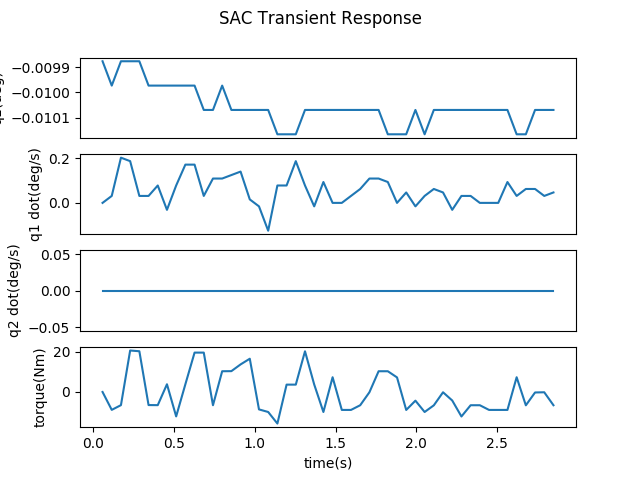 SAC Transient Response
−0.0099
−0.0100
−0.0101
0.2
0.0
q1 dot(deg/s)
0.05
0.00
−0.05
q2 dot(deg/s)
20
0
torque(Nm)
0.0 0.5 1.0 1.5 2.0 2.5
time(s)